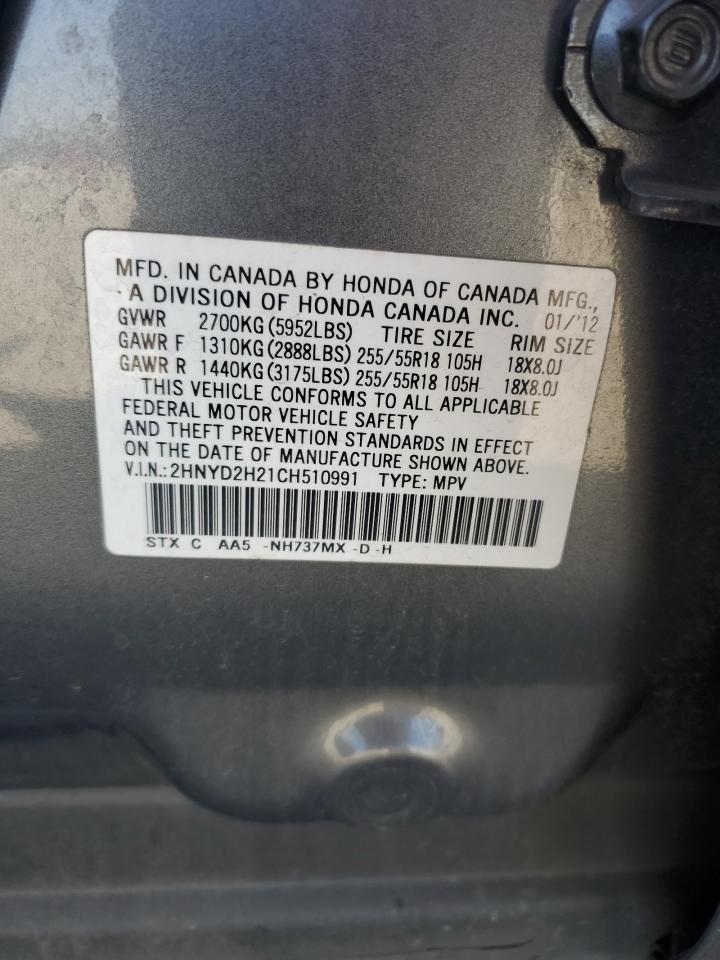 MFD. IN CANADA BY HONDA OF CANADA MFG.,
A DIVISION OF HONDA CANADA INC. 01/'12
GVWR 2700KG(5952LBS) TIRE SIZE RIM SIZE
GAWR F 1310KG(2888LBS) 255/55R18 105H 18X8.0J
GAWR R 1440KG(3175LBS) 255/55R18 105H 18X8.0J
THIS VEHICLE CONFORMS TO ALL APPLICABLE
FEDERAL MOTOR VEHICLE SAFETY
AND THEFT PREVENTION STANDARDS IN EFFECT
ON THE DATE OF MANUFACTURE SHOWN ABOVE.
V.I.N.:2HNYD2H21CH510991 TYPE: MPV
STX C AA5 -NH737MX -D -H